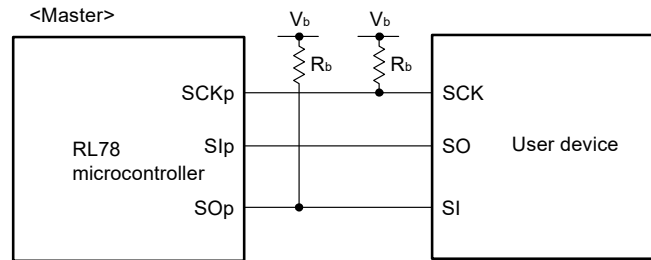 <Master>
Vb Vb
Rb Rb
SCKp SCK
SIp SO
RL78
microcontroller
User device
SOp SI